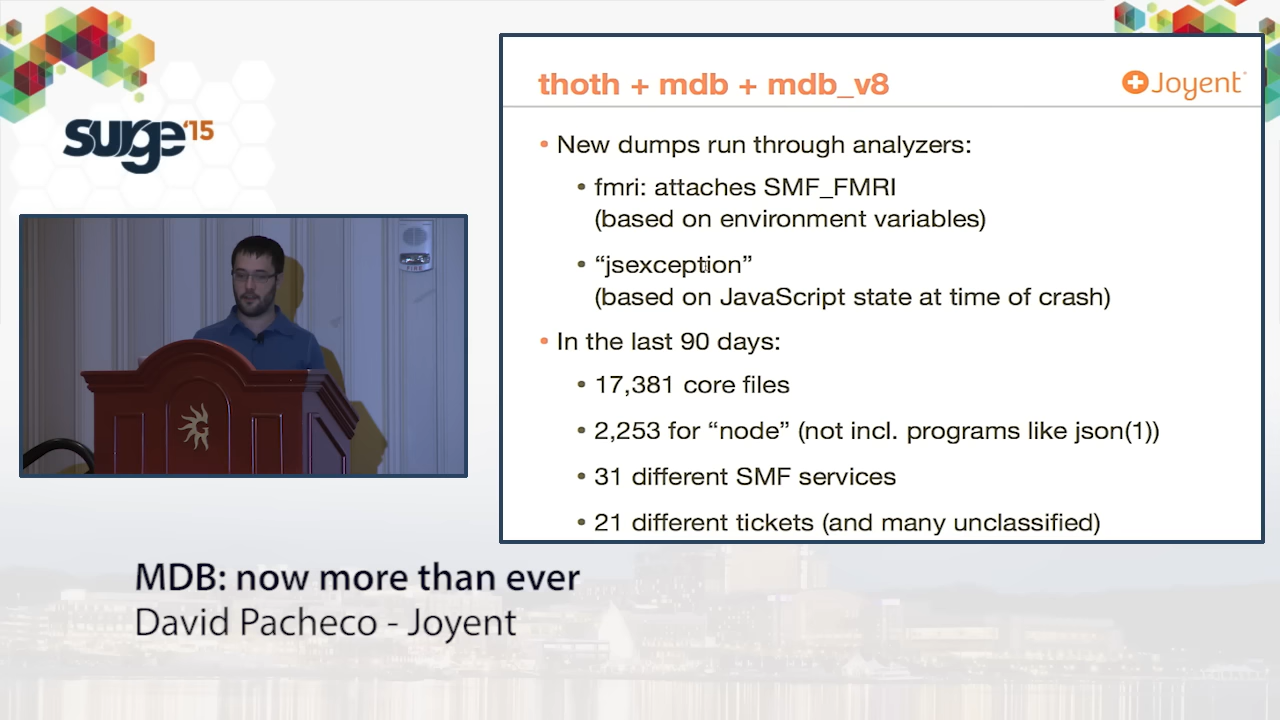 surge '15
thoth + mdb + mdb_v8
Joyent
• New dumps run through analyzers:
• fmri: attaches SMF_FMRI
(based on environment variables)
• “jsexception”
(based on JavaScript state at time of crash)
• In the last 90 days:
• 17,381 core files
• 2,253 for “node” (not incl. programs like json(1))
• 31 different SMF services
• 21 different tickets (and many unclassified)
FIRE
MDB: now more than ever
David Pacheco - Joyent